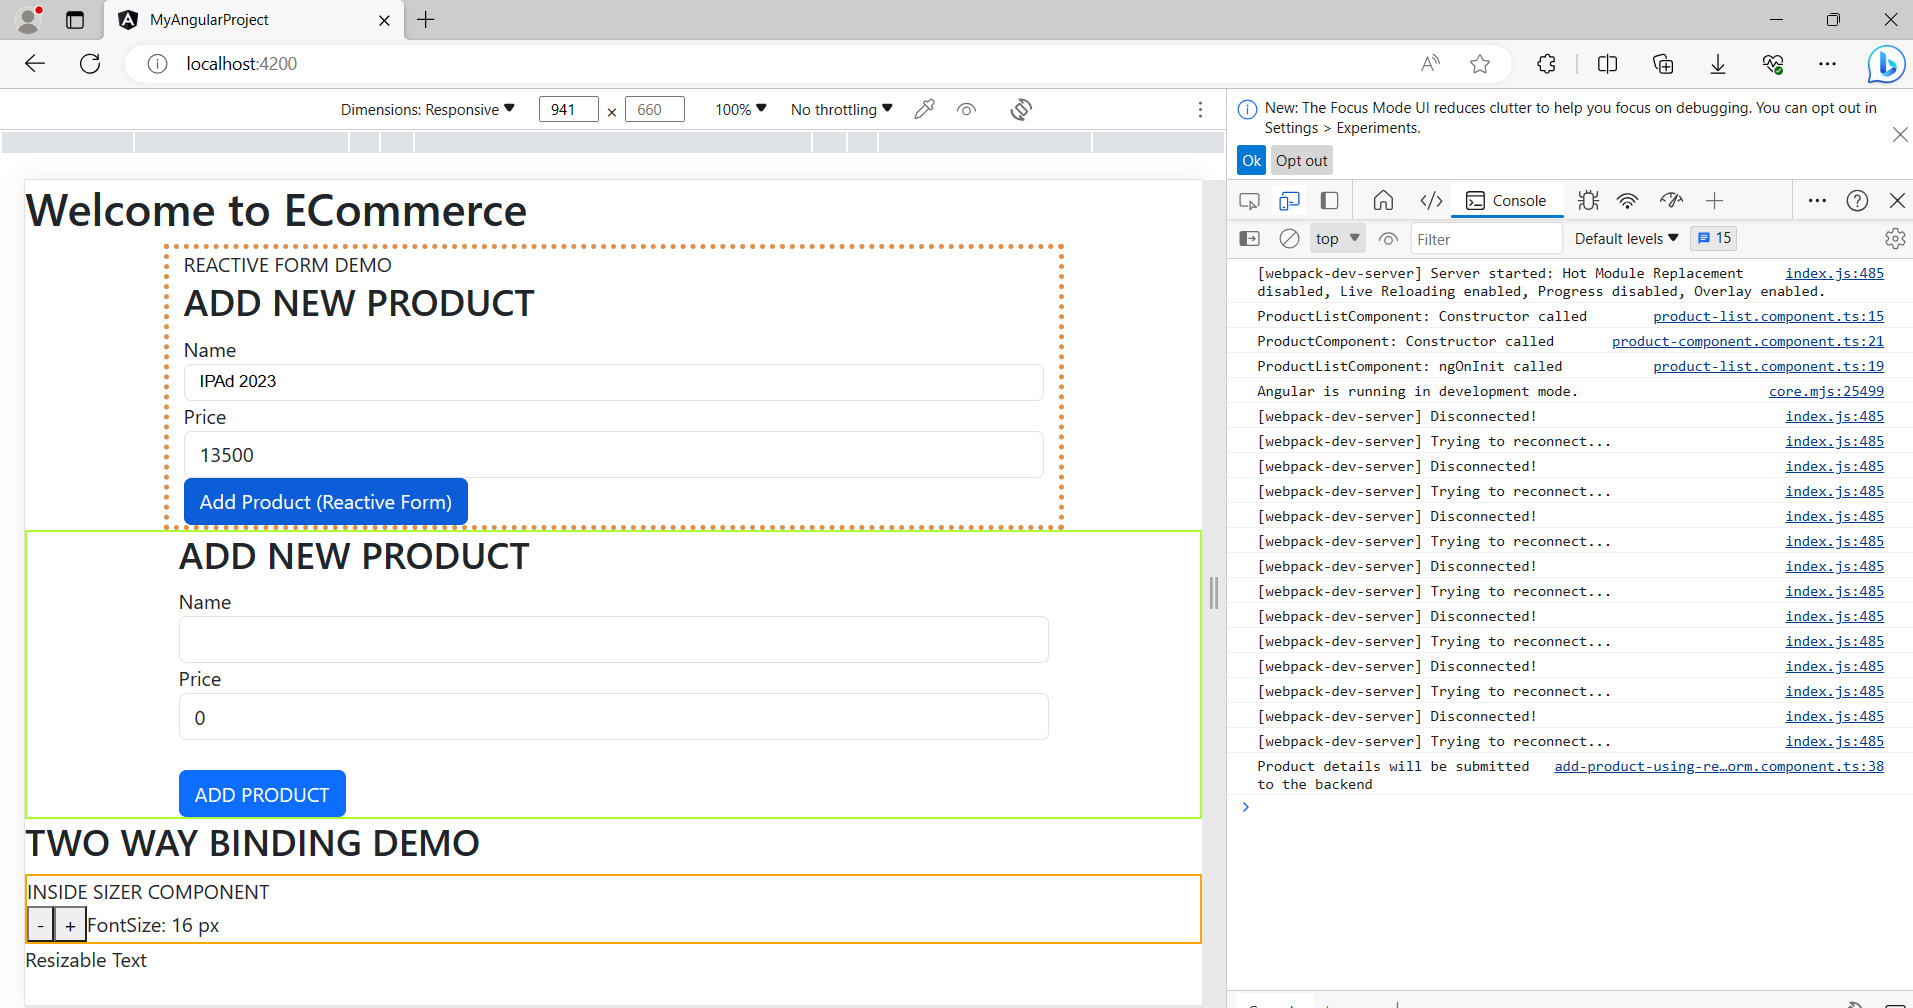 MyAngularProject
localhost:4200
Dimensions: Responsive 941 × 660 100% No throttling
Welcome to ECommerce
REACTIVE FORM DEMO
ADD NEW PRODUCT
Name
IPAd 2023
Price
13500
Add Product (Reactive Form)
ADD NEW PRODUCT
Name
Price
0
ADD PRODUCT
TWO WAY BINDING DEMO
INSIDE SIZER COMPONENT
- + FontSize: 16 px
Resizable Text
New: The Focus Mode UI reduces clutter to help you focus on debugging. You can opt out in
Settings > Experiments.
Ok Opt out
Console
top Filter Default levels 15
[webpack-dev-server] Server started: Hot Module Replacement index.js:485
disabled, Live Reloading enabled, Progress disabled, Overlay enabled.
ProductListComponent: Constructor called product-list.component.ts:15
ProductComponent: Constructor called product-component.component.ts:21
ProductListComponent: ngOnInit called product-list.component.ts:19
Angular is running in development mode. core.mjs:25499
[webpack-dev-server] Disconnected! index.js:485
[webpack-dev-server] Trying to reconnect... index.js:485
[webpack-dev-server] Disconnected! index.js:485
[webpack-dev-server] Trying to reconnect... index.js:485
[webpack-dev-server] Disconnected! index.js:485
[webpack-dev-server] Trying to reconnect... index.js:485
[webpack-dev-server] Disconnected! index.js:485
[webpack-dev-server] Trying to reconnect... index.js:485
[webpack-dev-server] Disconnected! index.js:485
[webpack-dev-server] Trying to reconnect... index.js:485
[webpack-dev-server] Disconnected! index.js:485
[webpack-dev-server] Trying to reconnect... index.js:485
[webpack-dev-server] Disconnected! index.js:485
[webpack-dev-server] Trying to reconnect... index.js:485
Product details will be submitted add-product-using-re…orm.component.ts:38
to the backend